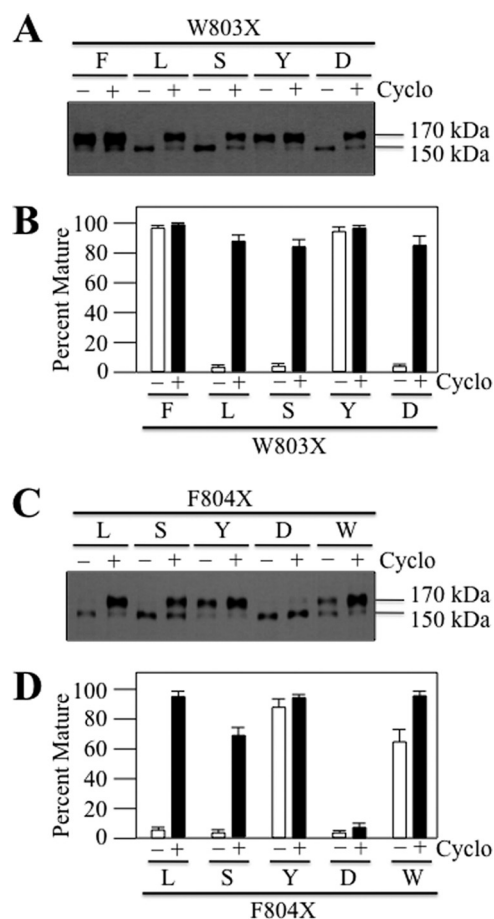 A
W803X
F L S Y D
− + − + − + − + − + Cyclo
170 kDa
150 kDa
B
Percent Mature
100
80
60
40
20
0
− + − + − + − + − + Cyclo
F L S Y D
W803X
C
F804X
L S Y D W
− + − + − + − + − + Cyclo
170 kDa
150 kDa
D
Percent Mature
100
80
60
40
20
0
− + − + − + − + − + Cyclo
L S Y D W
F804X